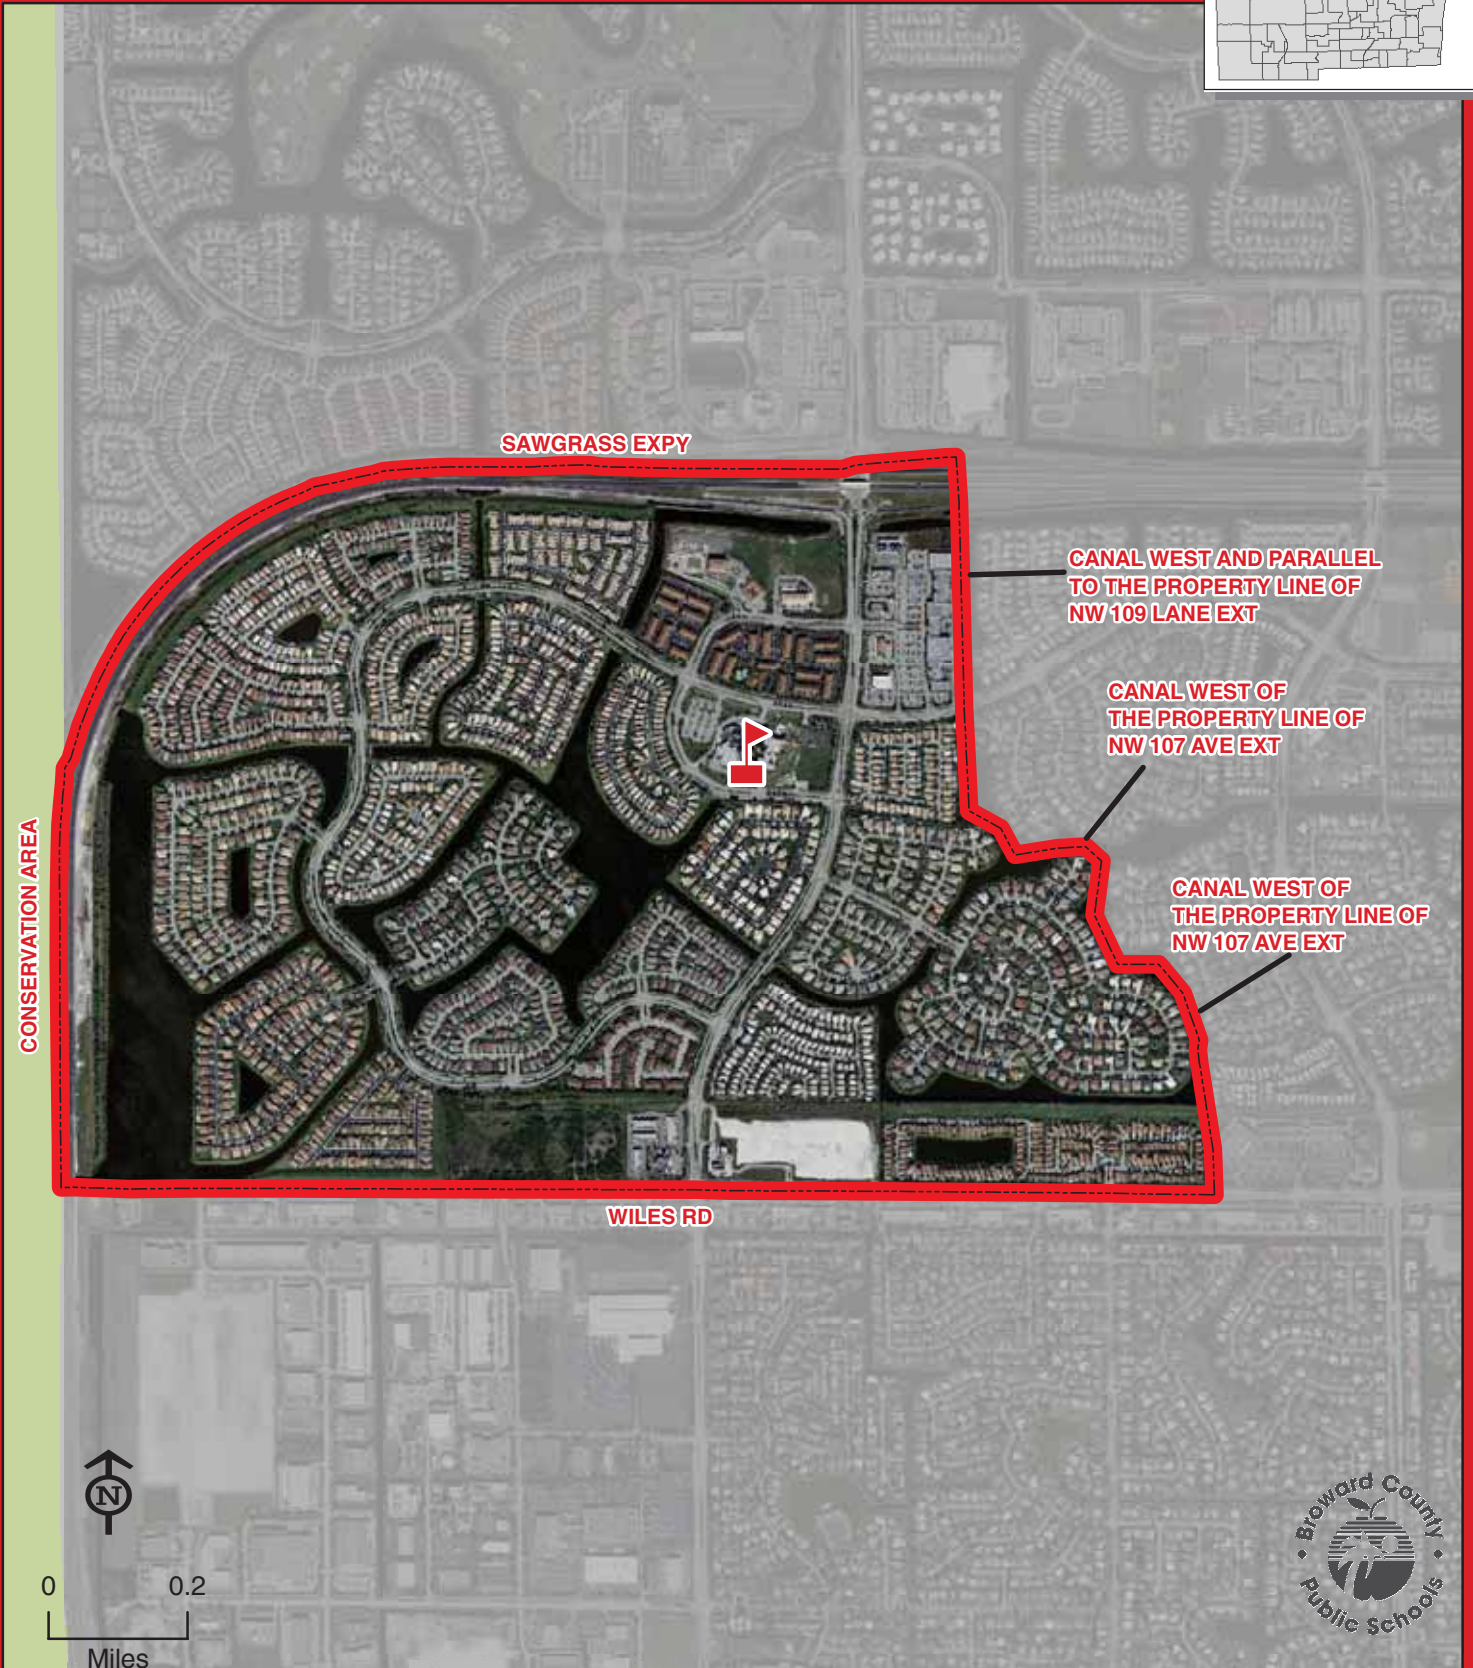 SAWGRASS EXPY
CANAL WEST AND PARALLEL
TO THE PROPERTY LINE OF
NW 109 LANE EXT
CANAL WEST OF
THE PROPERTY LINE OF
NW 107 AVE EXT
CANAL WEST OF
THE PROPERTY LINE OF
NW 107 AVE EXT
CONSERVATION AREA
WILES RD
N
0 0.2
Miles
Broward County
Public Schools